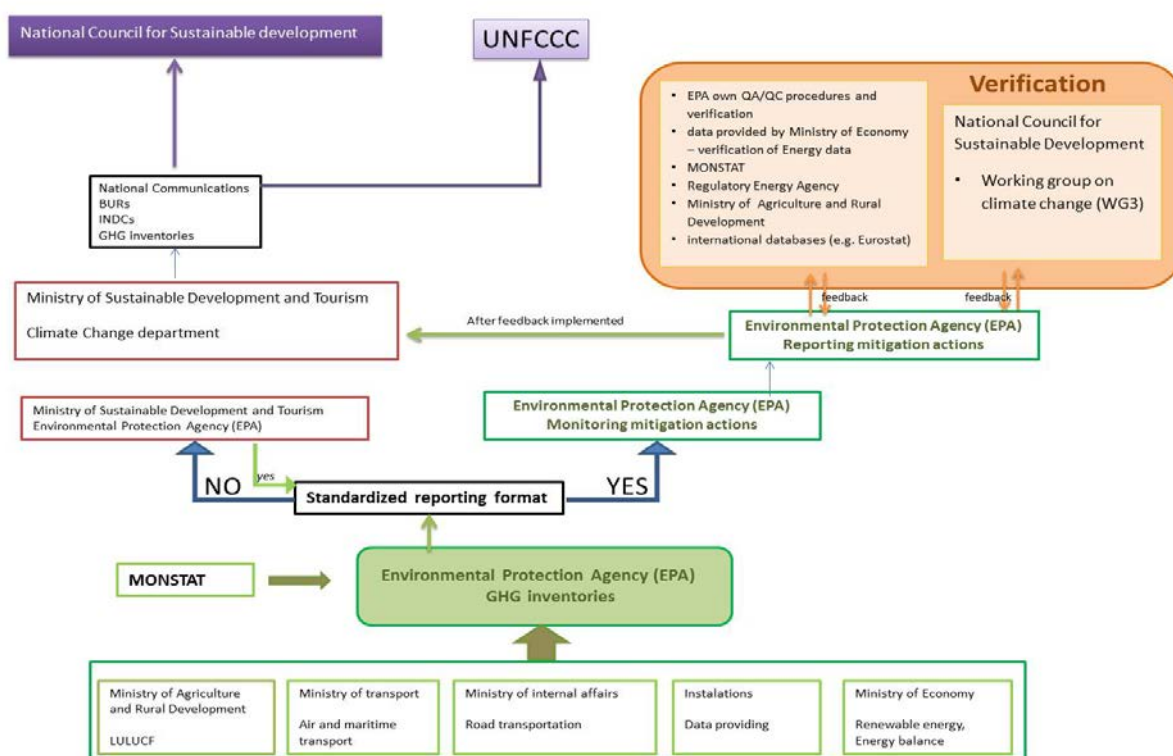 National Council for Sustainable development
UNFCCC
Verification
• EPA own QA/QC procedures and
verification
• data provided by Ministry of Economy
– verification of Energy data
• MONSTAT
• Regulatory Energy Agency
• Ministry of Agriculture and Rural
Development
• international databases (e.g. Eurostat)
National Council for
Sustainable Development
• Working group on
climate change (WG3)
National Communications
BURs
INDCs
GHG inventories
feedback
feedback
Ministry of Sustainable Development and Tourism
Climate Change department
After feedback implemented
Environmental Protection Agency (EPA)
Reporting mitigation actions
Ministry of Sustainable Development and Tourism
Environmental Protection Agency (EPA)
Environmental Protection Agency (EPA)
Monitoring mitigation actions
NO
yes
Standardized reporting format
YES
MONSTAT
Environmental Protection Agency (EPA)
GHG inventories
Ministry of Agriculture
and Rural Development
LULUCF
Ministry of transport
Air and maritime
transport
Ministry of internal affairs
Road transportation
Instalations
Data providing
Ministry of Economy
Renewable energy,
Energy balance